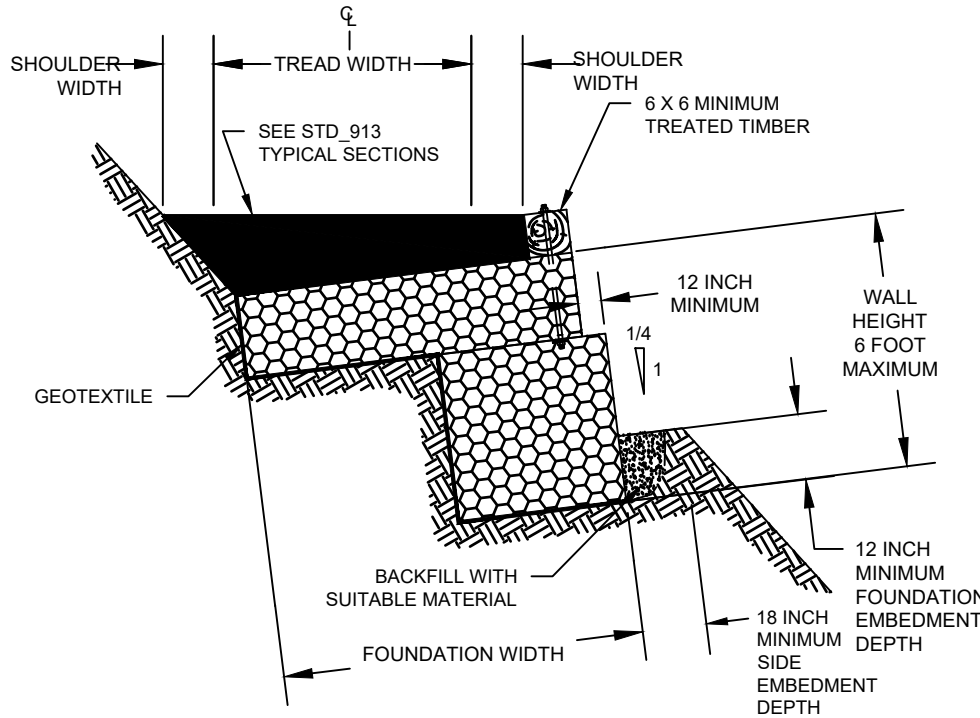 ℄
SHOULDER
WIDTH
TREAD WIDTH
SHOULDER
WIDTH
6 X 6 MINIMUM
TREATED TIMBER
SEE STD_913
TYPICAL SECTIONS
12 INCH
MINIMUM
1/4
1
WALL
HEIGHT
6 FOOT
MAXIMUM
GEOTEXTILE
BACKFILL WITH
SUITABLE MATERIAL
FOUNDATION WIDTH
18 INCH
MINIMUM
SIDE
EMBEDMENT
DEPTH
12 INCH
MINIMUM
FOUNDATION
EMBEDMENT
DEPTH